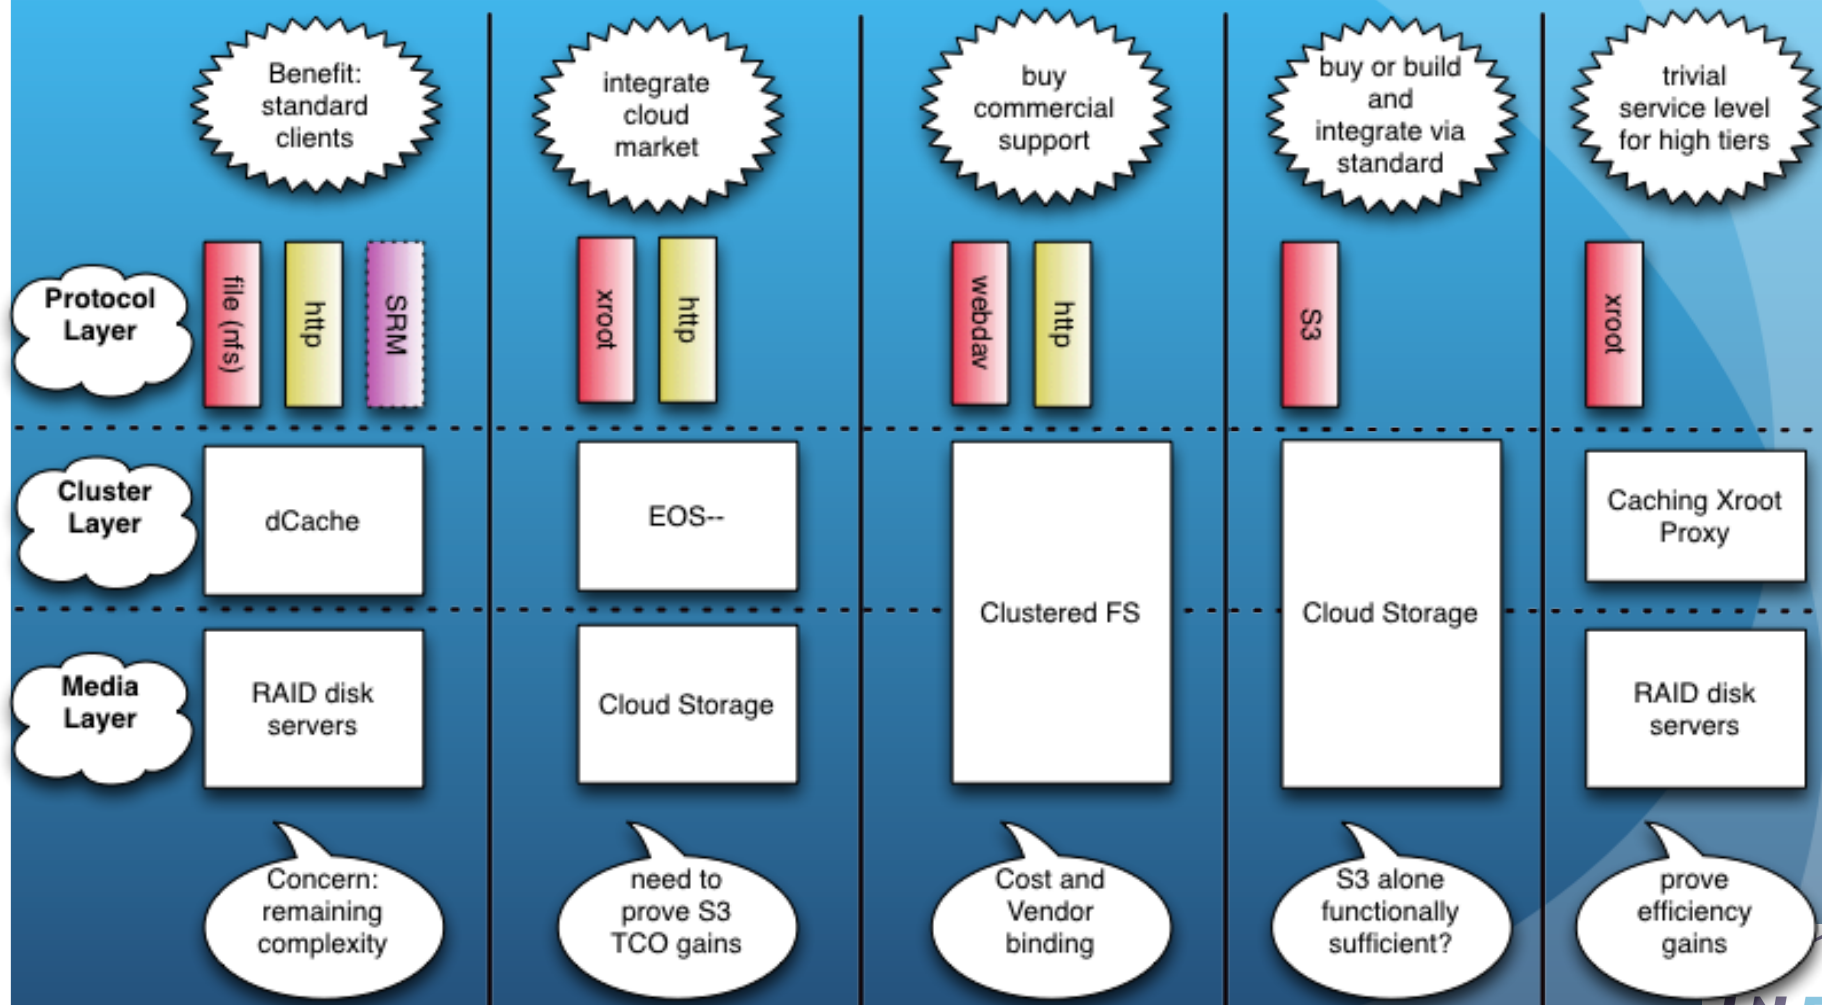 Benefit:
standard
clients
integrate
cloud
market
buy
commercial
support
buy or build
and
integrate via
standard
trivial
service level
for high tiers
Protocol
Layer
file (nfs)
http
SRM
xroot
http
webdav
http
S3
xroot
Cluster
Layer
dCache
EOS--
Clustered FS
Cloud Storage
Caching Xroot
Proxy
Media
Layer
RAID disk
servers
Cloud Storage
RAID disk
servers
Concern:
remaining
complexity
need to
prove S3
TCO gains
Cost and
Vendor
binding
S3 alone
functionally
sufficient?
prove
efficiency
gains